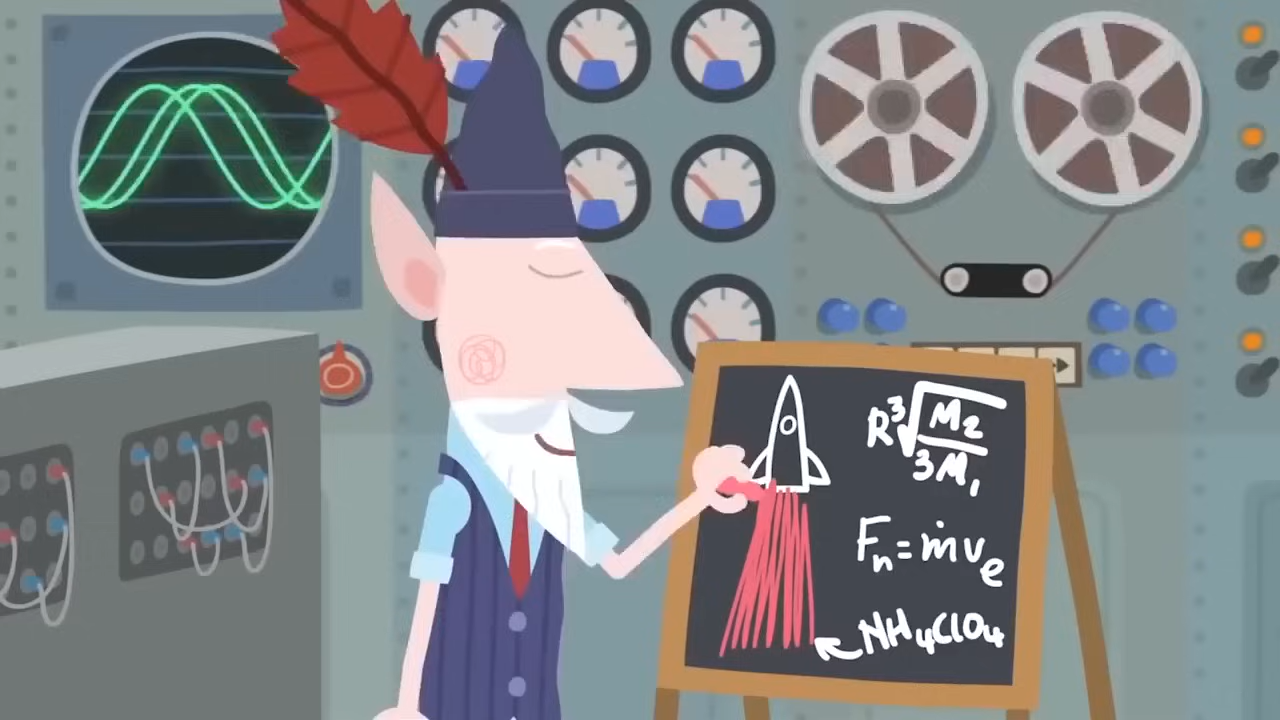 R³√M₂/3M₁
Fₙ=ṁvₑ
NH₄ClO₄